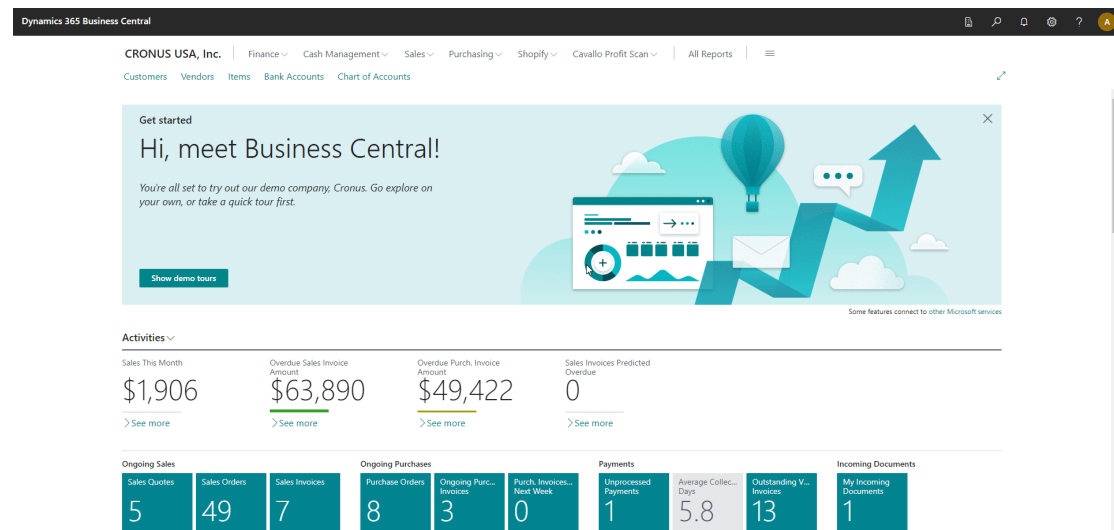 Dynamics 365 Business Central
A
CRONUS USA, Inc. Finance Cash Management Sales Purchasing Shopify Cavallo Profit Scan All Reports
Customers Vendors Items Bank Accounts Chart of Accounts
Get started
Hi, meet Business Central!
You're all set to try out our demo company, Cronus. Go explore on
your own, or take a quick tour first.
Show demo tours
Some features connect to other Microsoft services
Activities
Sales This Month
$1,906
See more
Overdue Sales Invoice
Amount
$63,890
See more
Overdue Purch. Invoice
Amount
$49,422
See more
Sales Invoices Predicted
Overdue
0
See more
Ongoing Sales
Sales Quotes
5
Sales Orders
49
Sales Invoices
7
Ongoing Purchases
Purchase Orders
8
Ongoing Purc...
Invoices
3
Purch. Invoices...
Next Week
0
Payments
Unprocessed
Payments
1
Average Collec...
Days
5.8
Outstanding V...
Invoices
13
Incoming Documents
My Incoming
Documents
1